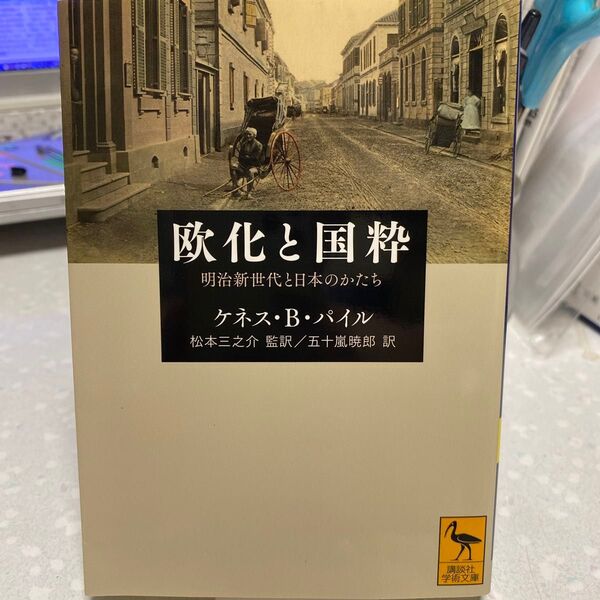 欧化と国粋
明治新世代と日本のかたち
ケネス・B・パイル
松本三之介 監訳／五十嵐暁郎 訳
講談社
学術文庫